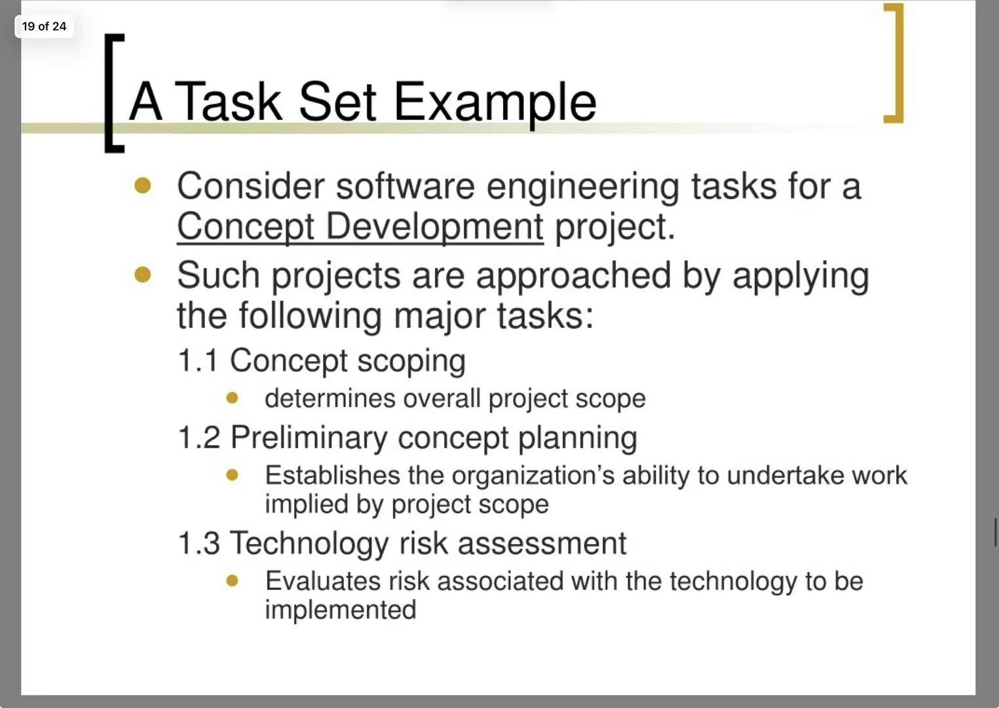 19 of 24
A Task Set Example
Consider software engineering tasks for a
Concept Development project.
Such projects are approached by applying
the following major tasks:
1.1 Concept scoping
determines overall project scope
1.2 Preliminary concept planning
Establishes the organization’s ability to undertake work
implied by project scope
1.3 Technology risk assessment
Evaluates risk associated with the technology to be
implemented